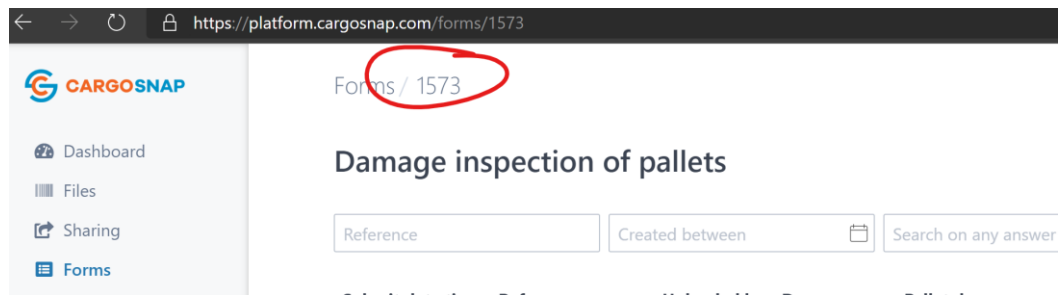 https://platform.cargosnap.com/forms/1573
CARGOSNAP
Forms / 1573
Dashboard
Damage inspection of pallets
Files
Sharing
Reference
Created between
Search on any answer
Forms